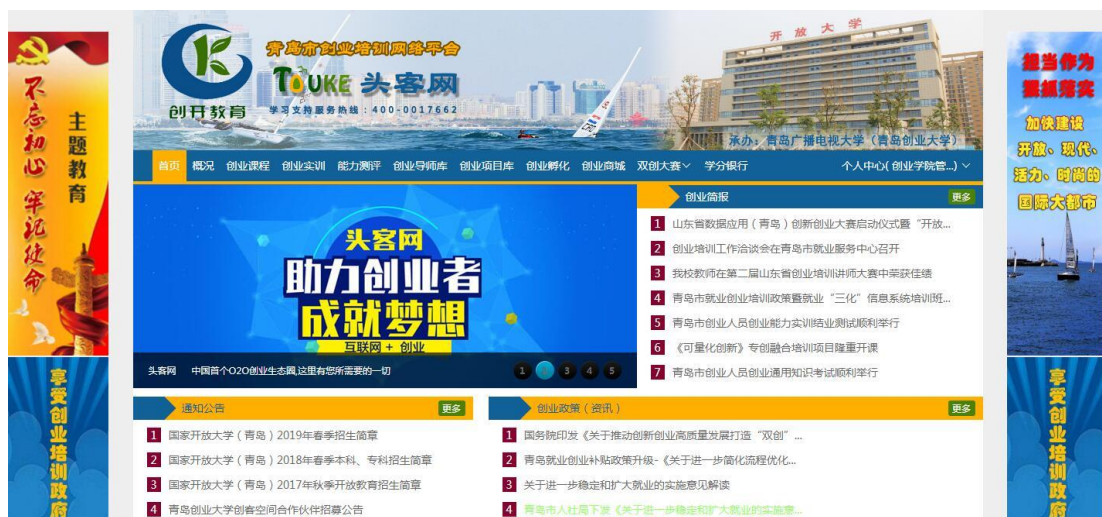 不忘初心 牢记使命
主题教育
创开教育
青岛市创业培训网络平台
TOUKE 头客网
学习支持服务热线:400-0017662
开放大学
承办:青岛广播电视大学(青岛创业大学)
担当作为
狠抓落实
加快建设
开放、现代、
活力、时尚的
国际大都市
首页 概况 创业课程 创业实训 能力测评 创业导师库 创业项目库 创业孵化 创业商城 双创大赛 学分银行 个人中心(创业学院管...)
头客网
助力创业者
成就梦想
互联网 + 创业
头客网 中国首个O2O创业生态圈,这里有您所需要的一切
1 3 4 5
创业简报 更多
1 山东省数据应用(青岛)创新创业大赛启动仪式暨“开放...
2 创业培训工作洽谈会在青岛市就业服务中心召开
3 我校教师在第二届山东省创业培训讲师大赛中荣获佳绩
4 青岛市就业创业培训政策暨就业“三化”信息系统培训班...
5 青岛市创业人员创业能力实训结业测试顺利举行
6 《可量化创新》专创融合培训项目隆重开课
7 青岛市创业人员创业通用知识考试顺利举行
通知公告 更多
1 国家开放大学(青岛)2019年春季招生简章
2 国家开放大学(青岛)2018年春季本科、专科招生简章
3 国家开放大学(青岛)2017年秋季开放教育招生简章
4 青岛创业大学创客空间合作伙伴招募公告
创业政策(资讯) 更多
1 国务院印发《关于推动创新创业高质量发展打造“双创”...
2 青岛就业创业补贴政策升级-《关于进一步简化流程优化...
3 关于进一步稳定和扩大就业的实施意见解读
4 青岛市人社局下发《关于进一步稳定和扩大就业的实施意...
享受创业培训政府
享受创业培训政府